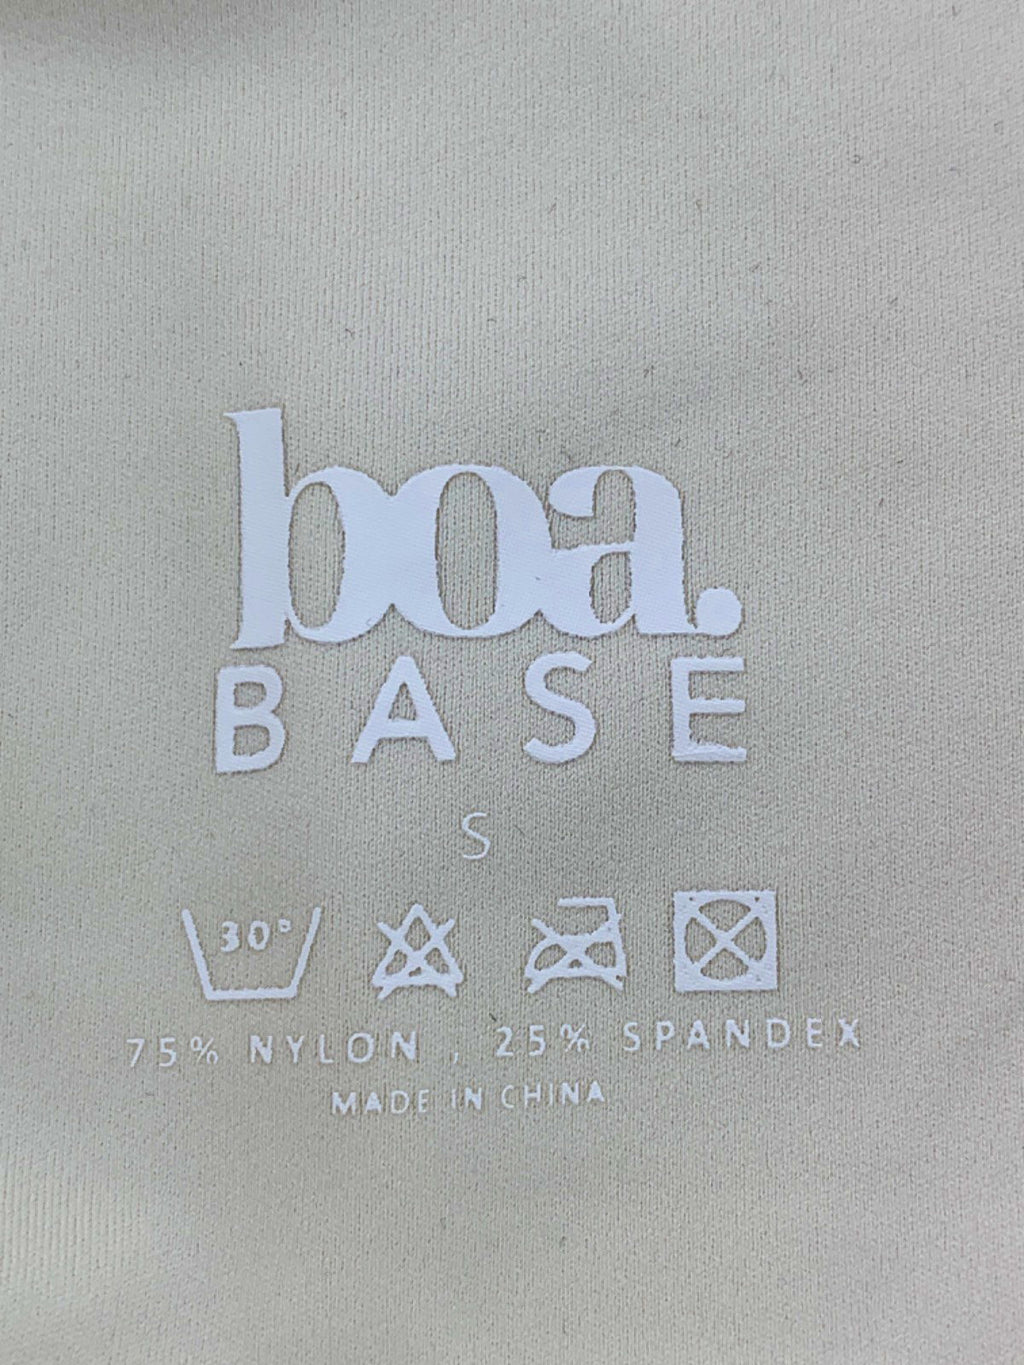 boa.
BASE
S
30°
75% NYLON , 25% SPANDEX
MADE IN CHINA